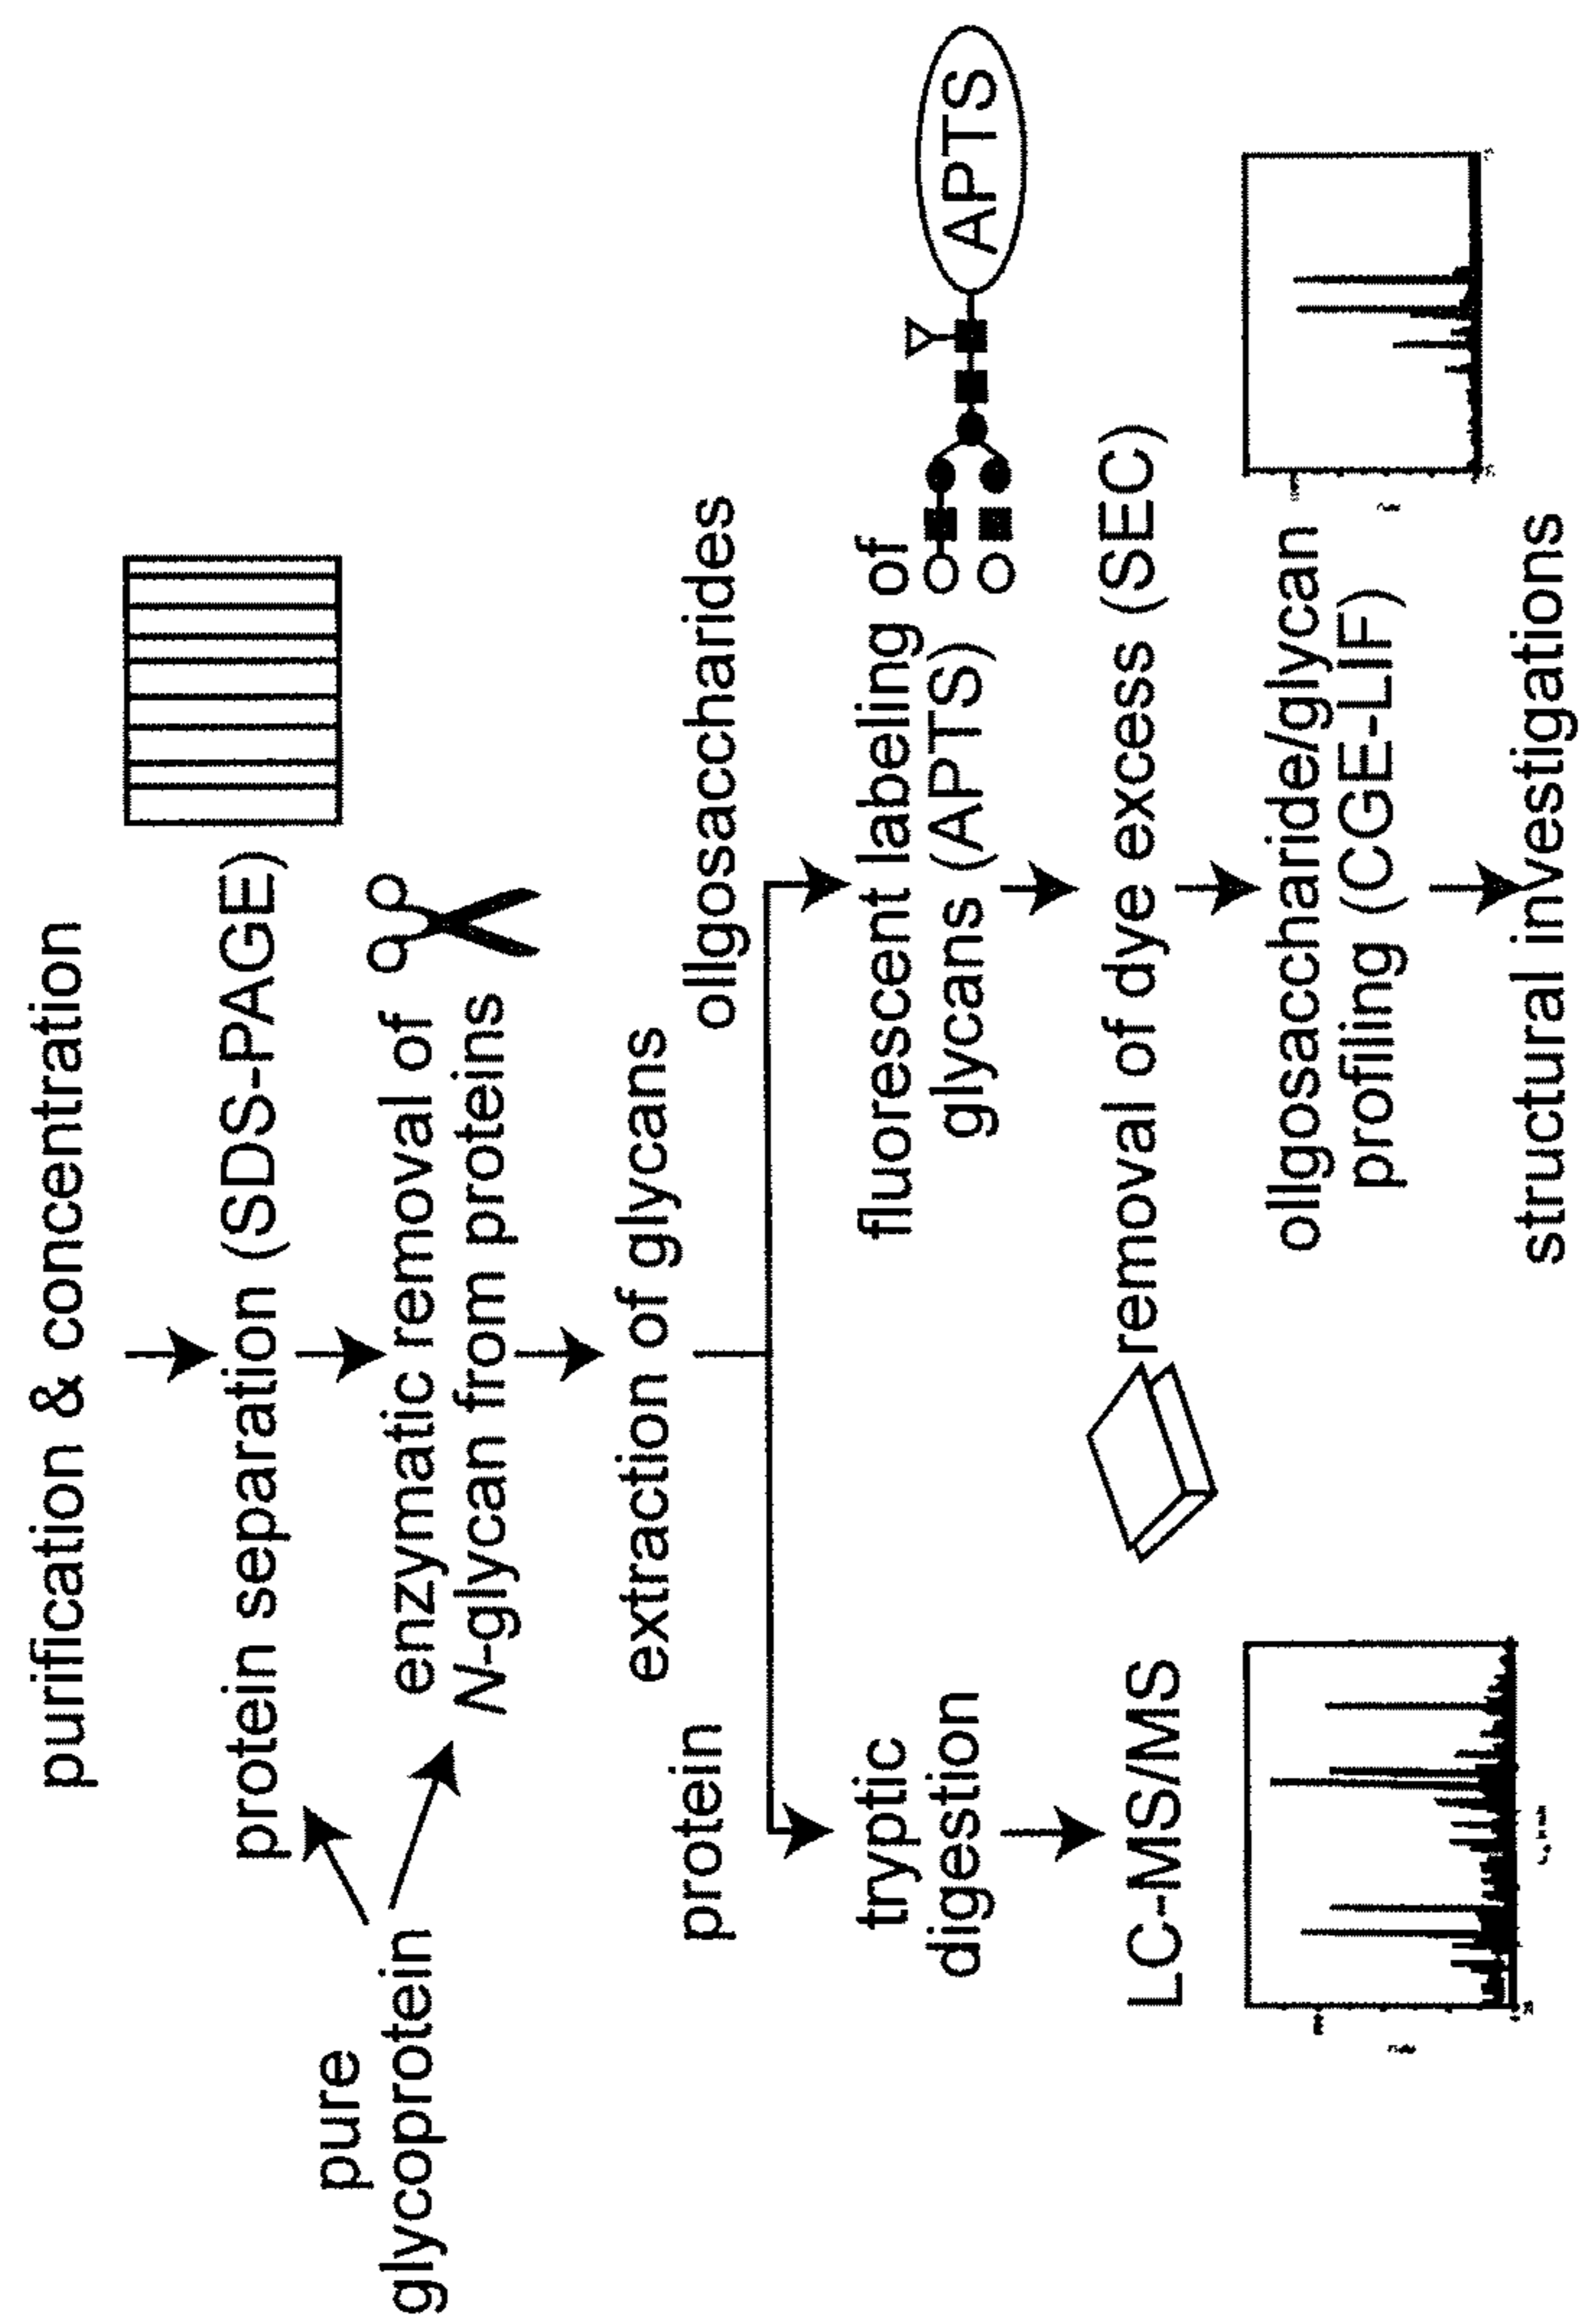 purification & concentration
protein separation (SDS-PAGE)
pure
glycoprotein
enzymatic removal of
N-glycan from proteins
extraction of glycans
protein
olIgosaccharides
tryptic
digestion
fluorescent labeling of
glycans (APTS)
APTS
removal of dye excess (SEC)
LC-MS/MS
olIgosaccharide/glycan
profiling (CGE-LIF)
structural investigations